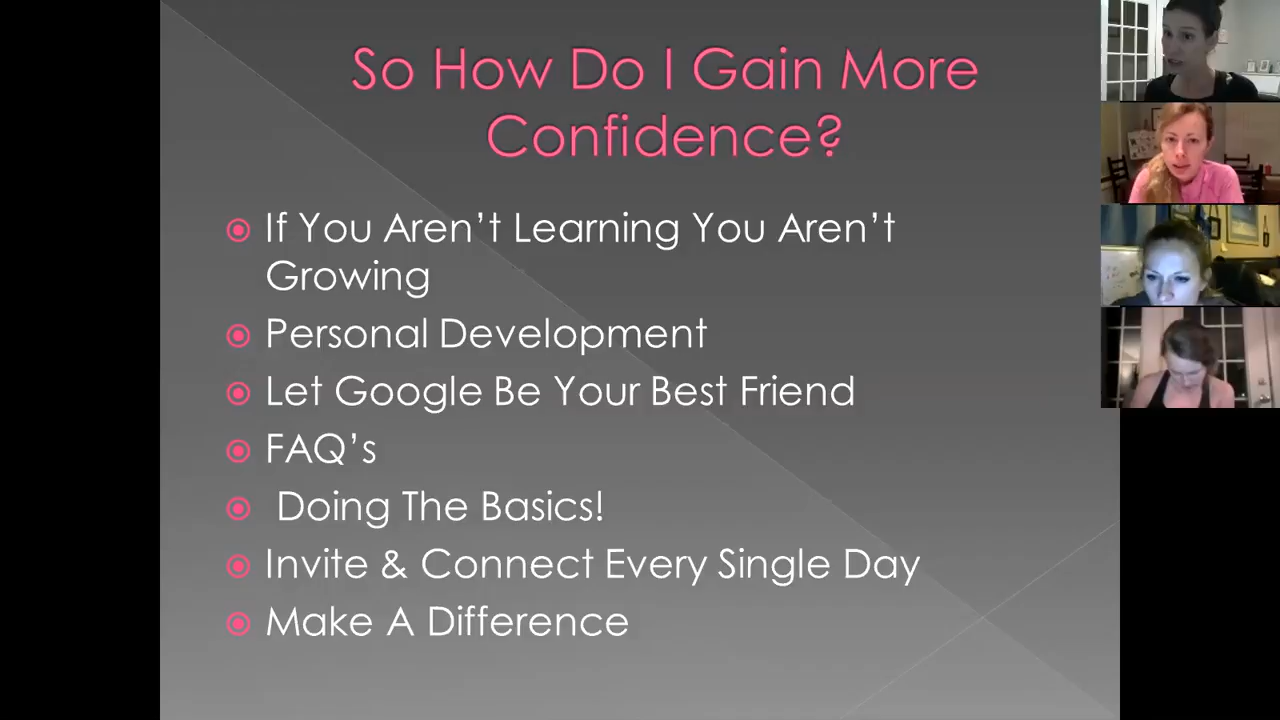 So How Do I Gain More
Confidence?
If You Aren’t Learning You Aren’t
Growing
Personal Development
Let Google Be Your Best Friend
FAQ’s
Doing The Basics!
Invite & Connect Every Single Day
Make A Difference